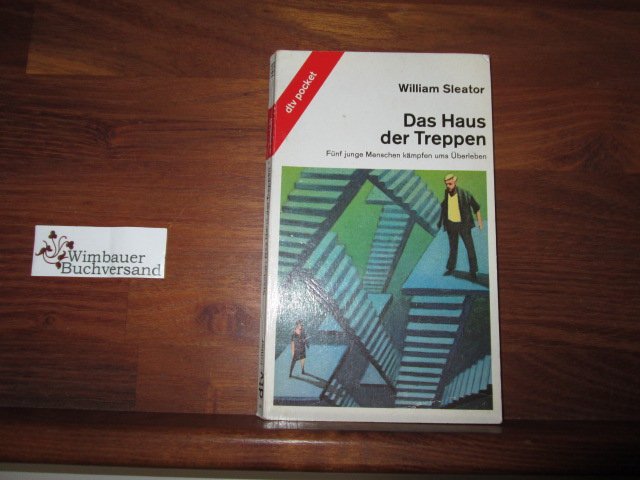 dtv pocket
William Sleator
Das Haus
der Treppen
Fünf junge Menschen kämpfen ums Überleben
Wimbauer
Buchversand